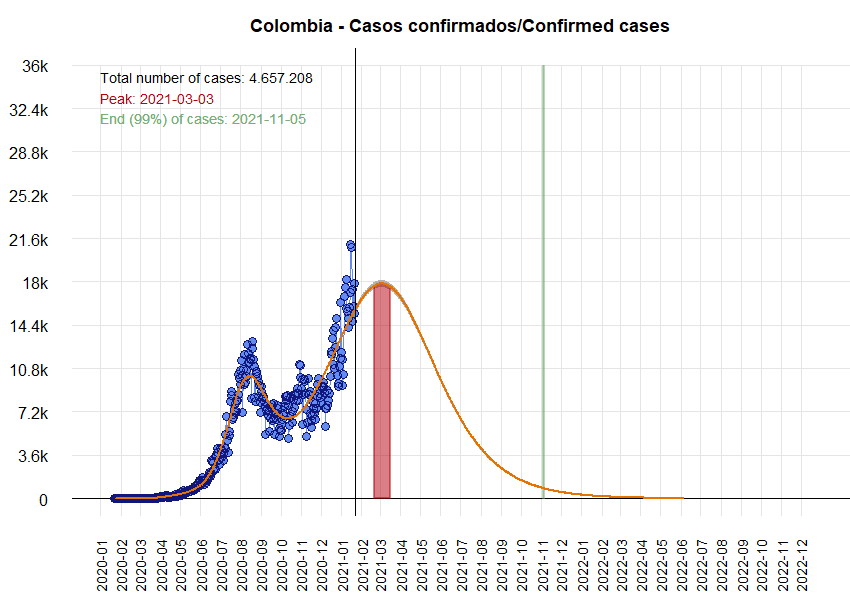 Colombia - Casos confirmados/Confirmed cases
36k
Total number of cases: 4.657.208
Peak: 2021-03-03
32.4k
End (99%) of cases: 2021-11-05
28.8k
25.2k
21.6k
18k
14.4k
10.8k
7.2k
3.6k
0
2020-01
2020-02
2020-03
2020-04
2020-05
2020-06
2020-07
2020-08
2020-09
2020-10
2020-11
2020-12
2021-01
2021-02
2021-03
2021-04
2021-05
2021-06
2021-07
2021-08
2021-09
2021-10
2021-11
2021-12
2022-01
2022-02
2022-03
2022-04
2022-05
2022-06
2022-07
2022-08
2022-09
2022-10
2022-11
2022-12